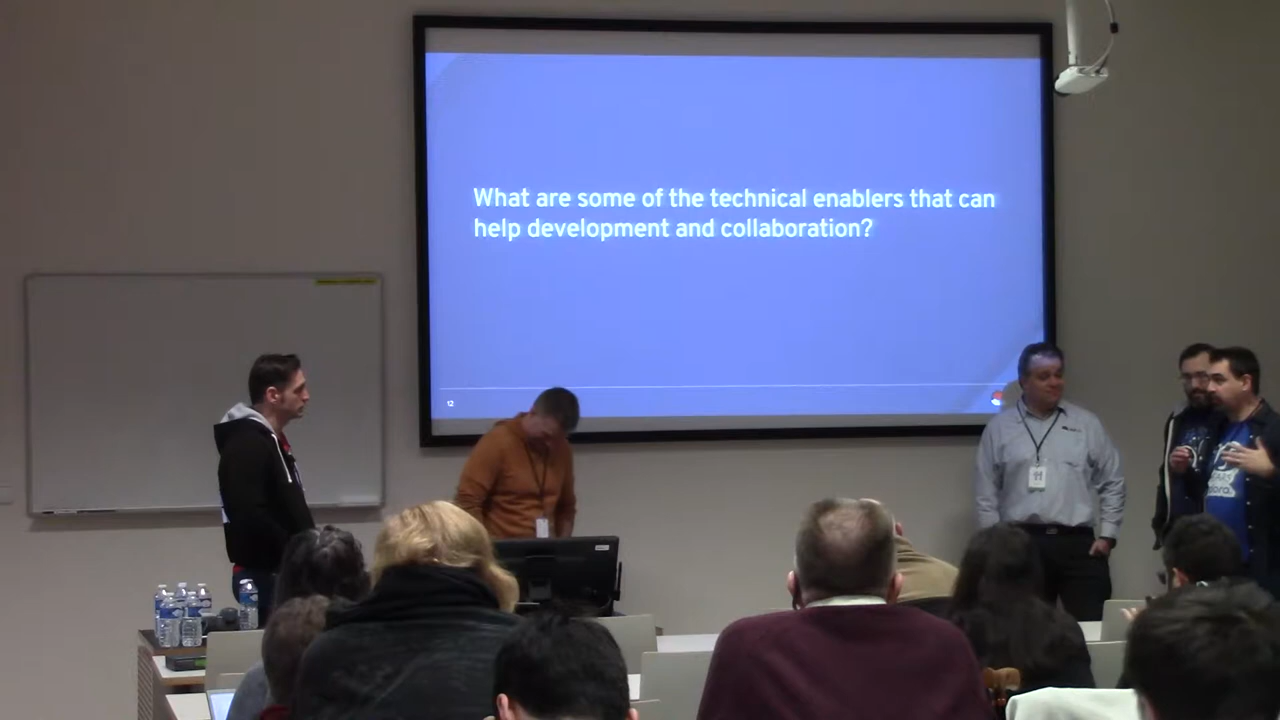 What are some of the technical enablers that can
help development and collaboration?
12